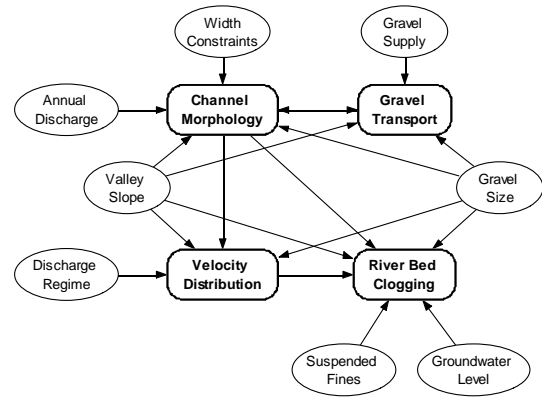 Width
Constraints
Gravel
Supply
Annual
Discharge
Channel
Morphology
Gravel
Transport
Valley
Slope
Gravel
Size
Discharge
Regime
Velocity
Distribution
River Bed
Clogging
Suspended
Fines
Groundwater
Level